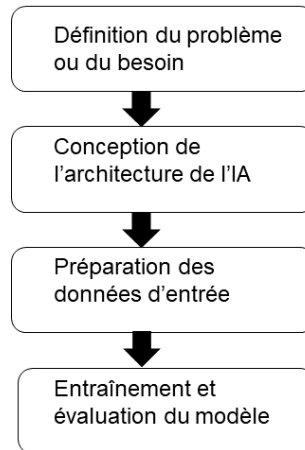 Définition du problème
ou du besoin
Conception de
l’architecture de l’IA
Préparation des
données d’entrée
Entraînement et
évaluation du modèle